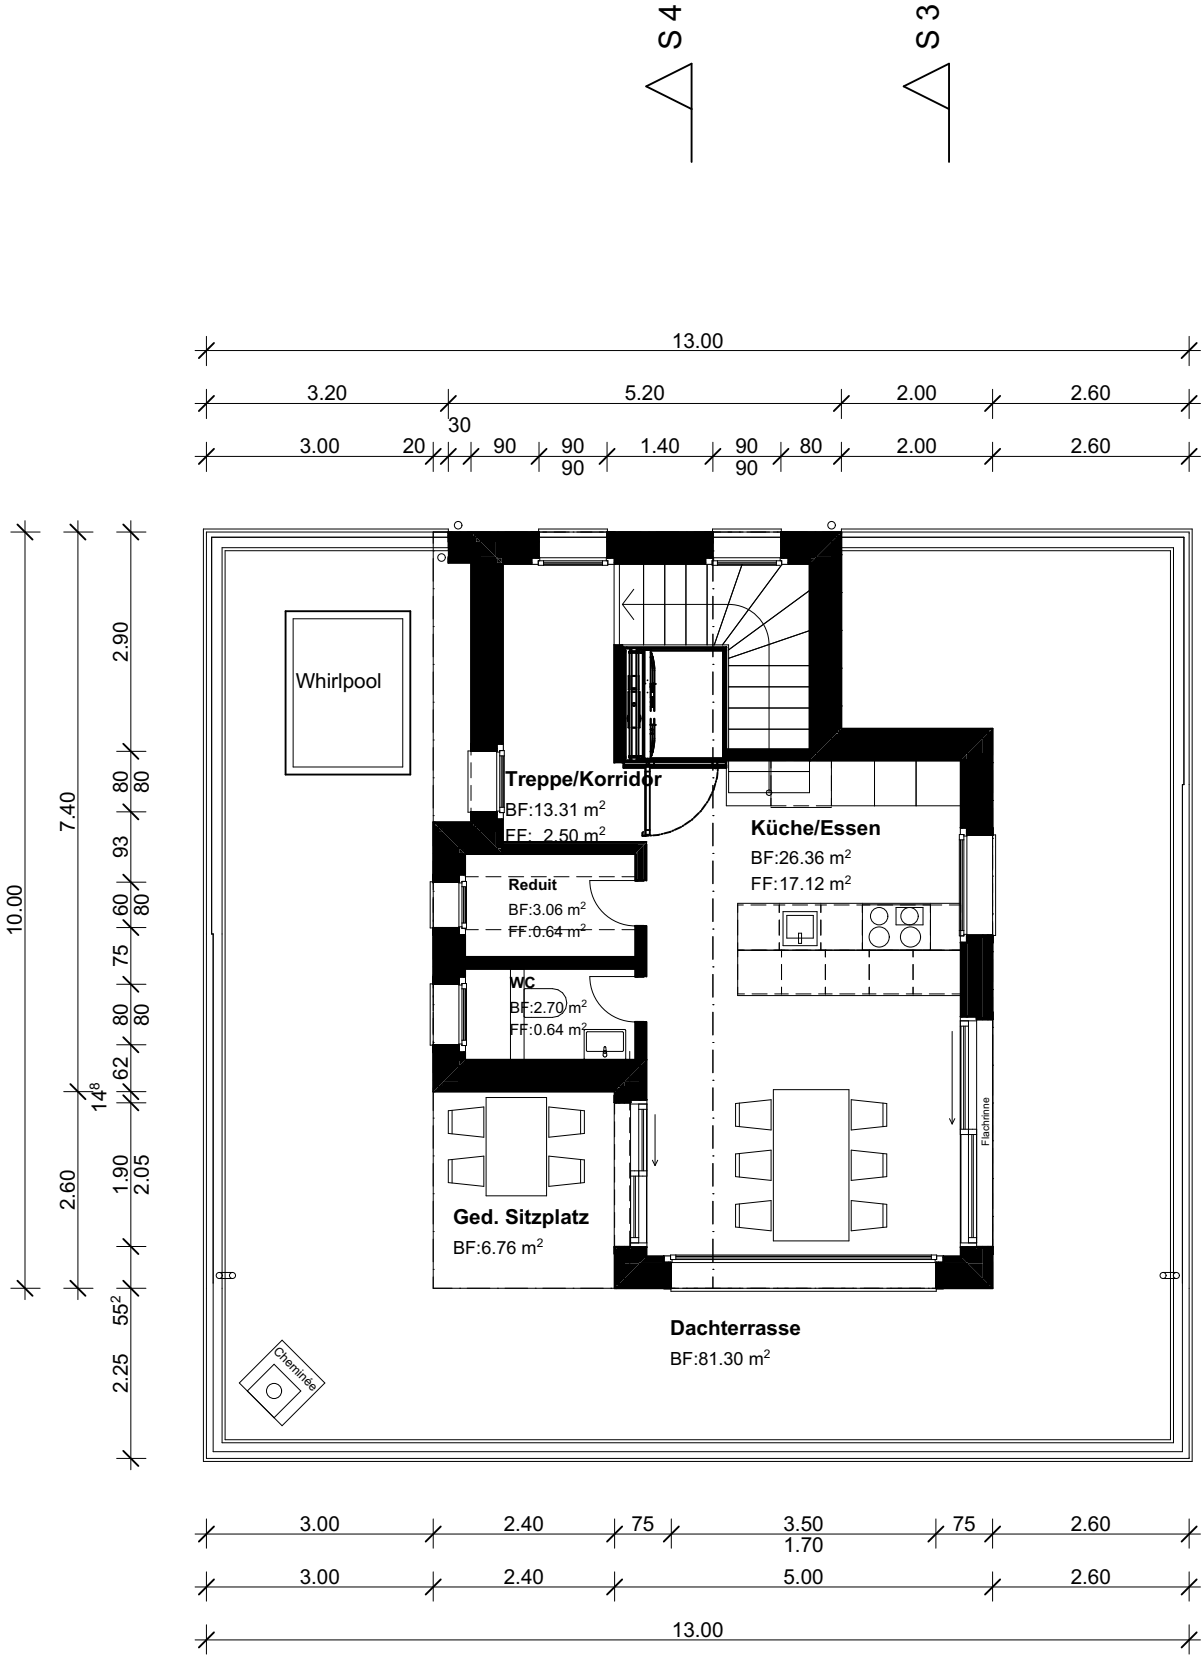 S 4
S 3
13.00
3.20 5.20 2.00 2.60
30
3.00 20 90 90 1.40 90 80 2.00 2.60
90 90
10.00
7.40
2.60
2.90
80
80
93
60
80
75
80
80
62
14⁸
1.90
2.05
55²
2.25
Whirlpool
Treppe/Korridor
BF:13.31 m²
FF: 2.50 m²
Küche/Essen
BF:26.36 m²
FF:17.12 m²
Reduit
BF:3.06 m²
FF:0.64 m²
WC
BF:2.70 m²
FF:0.64 m²
Flachrinne
Ged. Sitzplatz
BF:6.76 m²
Dachterrasse
BF:81.30 m²
Cheminée
3.00 2.40 75 3.50 75 2.60
1.70
3.00 2.40 5.00 2.60
13.00